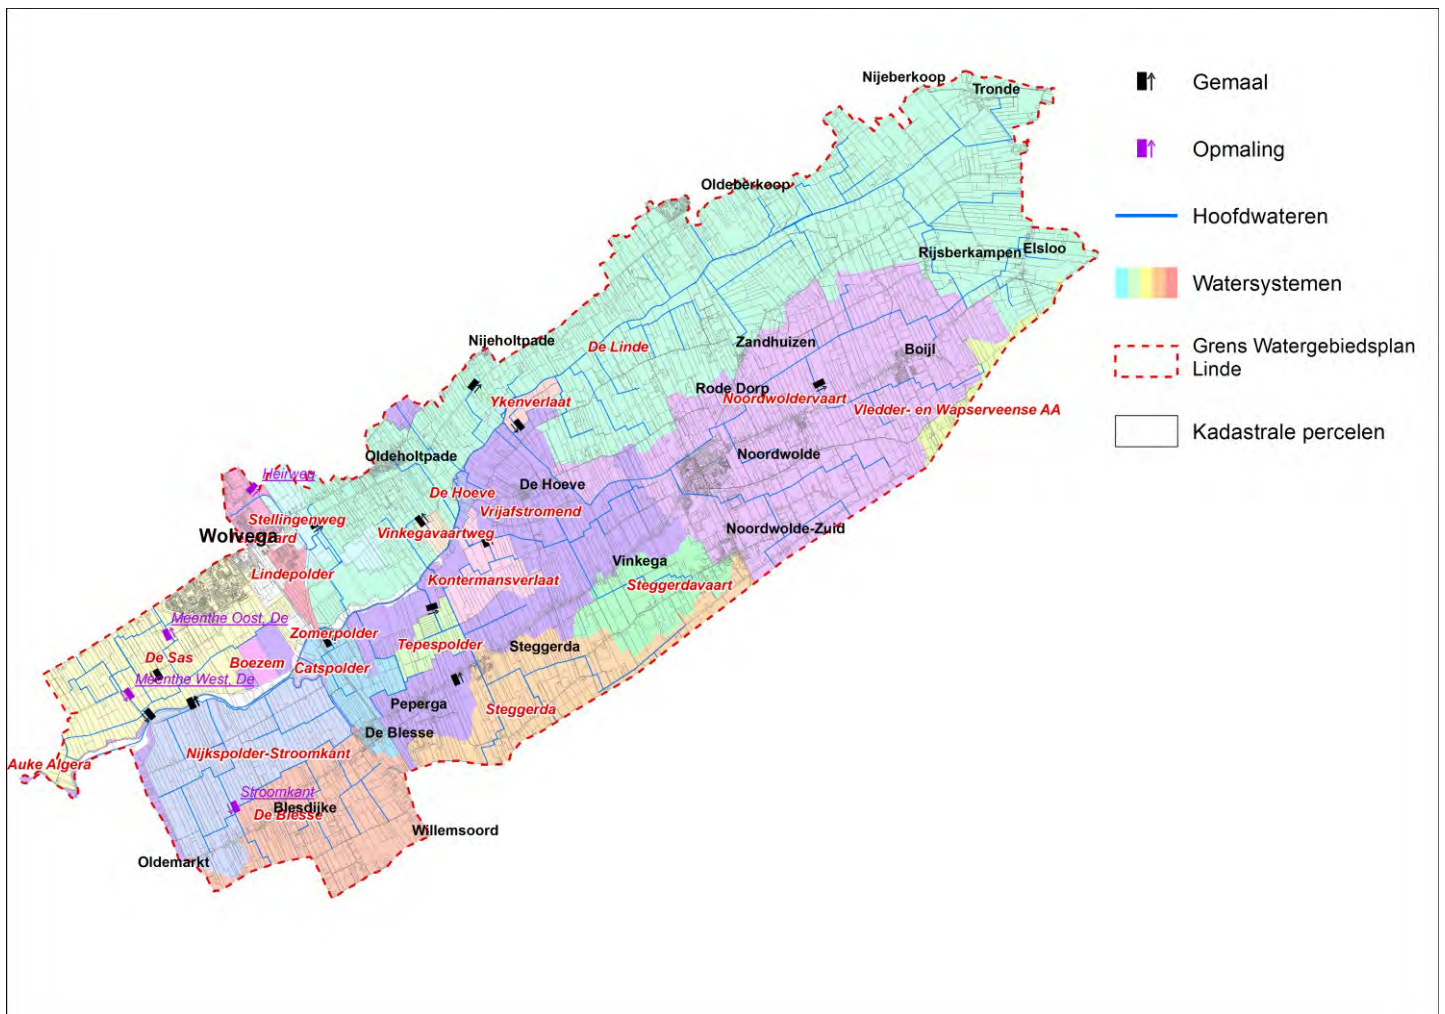 Nijeberkoop
Tronde
Oldeberkoop
Rijsberkampen
Elsloo
Nijeholtpade
De Linde
Zandhuizen
Boijl
Rode Dorp
Noordwoldervaart
Ykenverlaat
Vledder- en Wapserveense AA
Oldeholtpade
Noordwolde
Heirweg
De Hoeve
De Hoeve
Vrijafstromend
Stellingenweg
Vinkegavaartweg
Noordwolde-Zuid
Wolvega
Vinkega
Lindepolder
Kontermansverlaat
Steggerdavaart
Meenthe Oost, De
Zomerpolder
Tepespolder
Steggerda
De Sas
Boezem
Catspolder
Meenthe West, De
Peperga
Steggerda
De Blesse
Nijkspolder-Stroomkant
Auke Algera
Stroomkant
Blesdijke
De Blesse
Willemsoord
Oldemarkt
Gemaal
Opmaling
Hoofdwateren
Watersystemen
Grens Watergebiedsplan
Linde
Kadastrale percelen